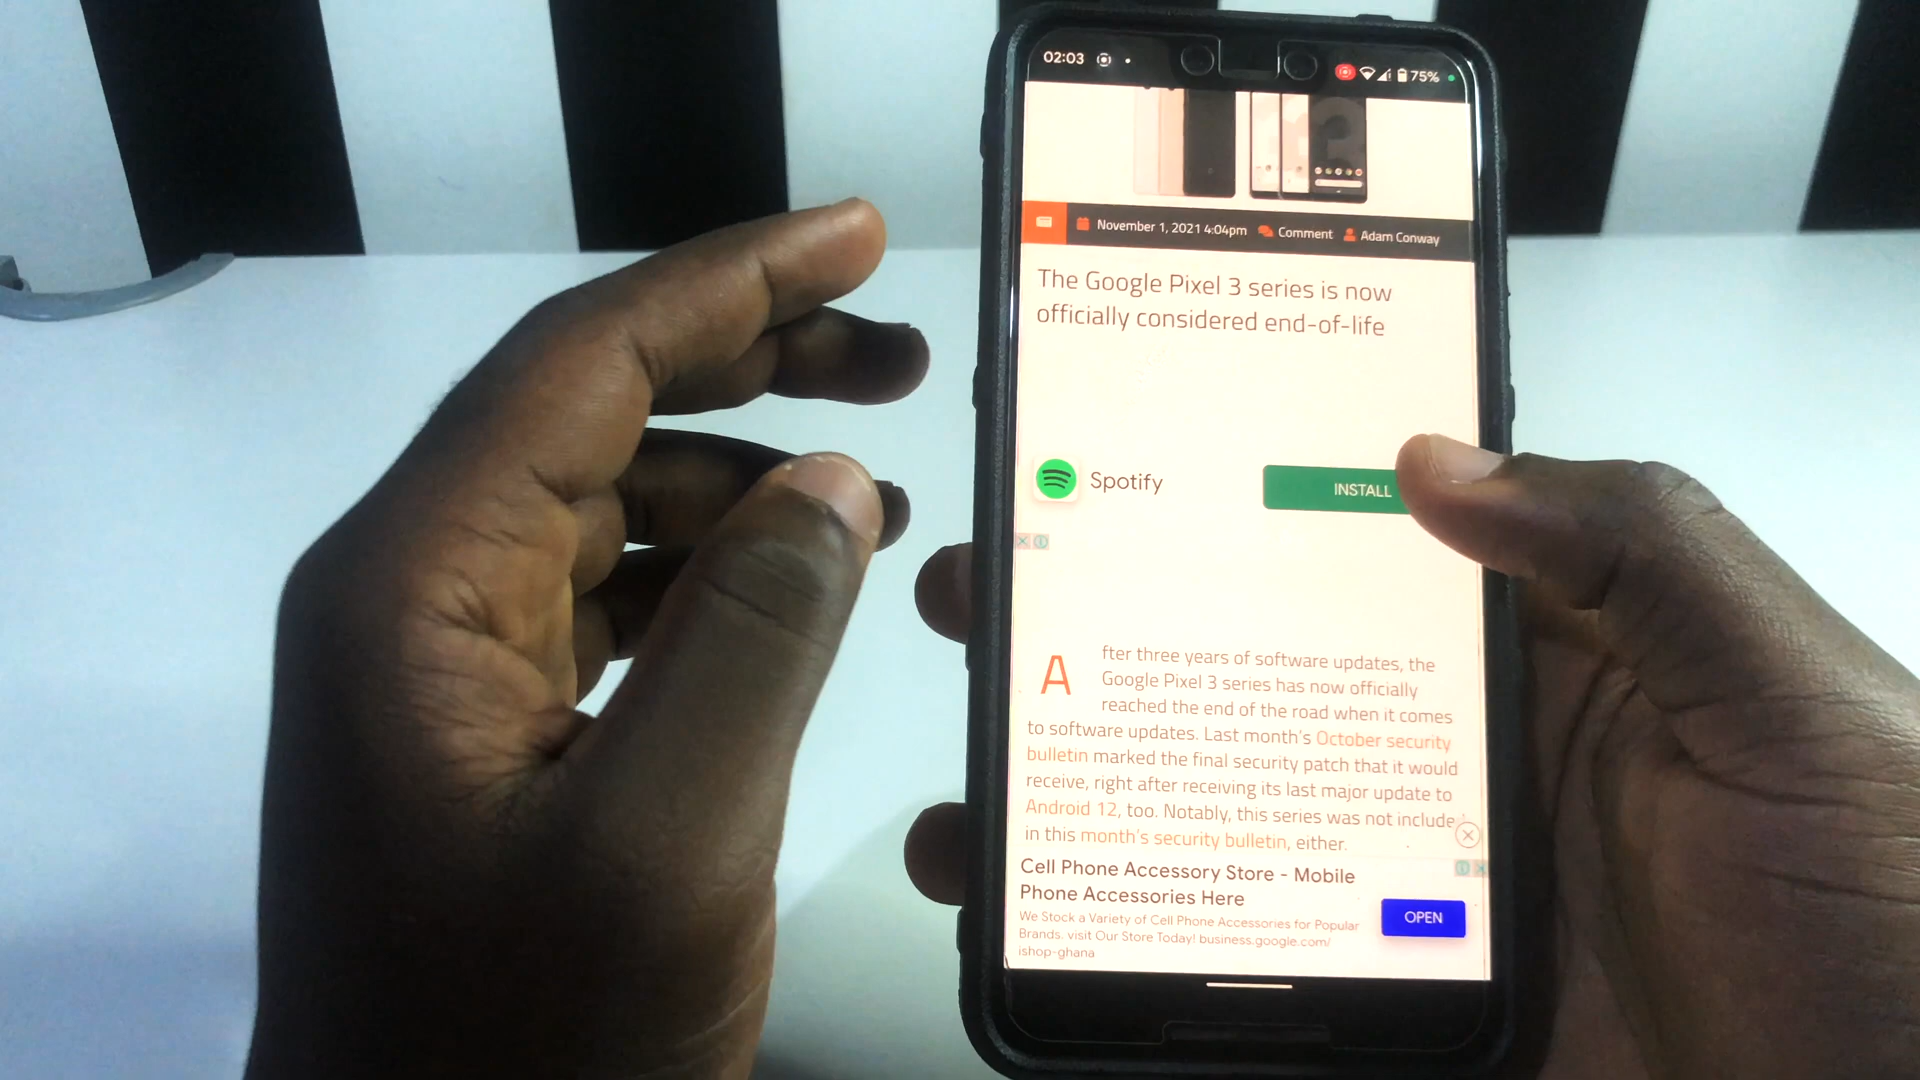 02:03
75%
November 1, 2021 4:04pm Comment Adam Conway
The Google Pixel 3 series is now
officially considered end-of-life
Spotify INSTALL
After three years of software updates, the
Google Pixel 3 series has now officially
reached the end of the road when it comes
to software updates. Last month's October security
bulletin marked the final security patch that it would
receive, right after receiving its last major update to
Android 12, too. Notably, this series was not include
in this month's security bulletin, either.
Cell Phone Accessory Store - Mobile
Phone Accessories Here
We Stock a Variety of Cell Phone Accessories for Popular
Brands. visit Our Store Today! business.google.com/
ishop-ghana
OPEN